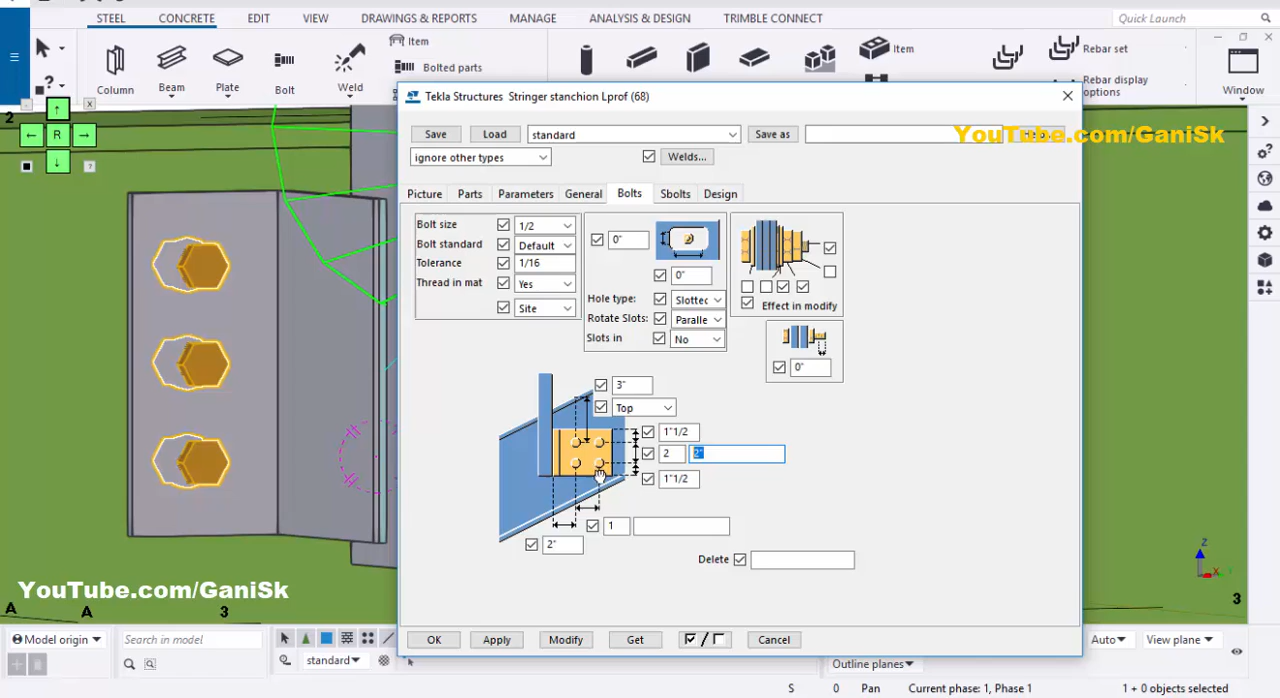 STEEL CONCRETE EDIT VIEW DRAWINGS & REPORTS MANAGE ANALYSIS & DESIGN TRIMBLE CONNECT Quick Launch
Item Item Rebar set
Bolted parts Rebar display options
Column Beam Plate Bolt Weld Window
Tekla Structures Stringer stanchion Lprof (68)
2 x
R
?
Save Load standard Save as
YouTube.com/GaniSk
ignore other types Welds...
Picture Parts Parameters General Bolts Sbolts Design
Bolt size 1/2
Bolt standard Default
Tolerance 1/16
Thread in mat Yes
Site
0"
0"
Hole type: Slotted
Rotate Slots: Paralle
Slots in No
Effect in modify
0"
3"
Top
1"1/2
2 2"
1"1/2
1
2"
Delete
OK Apply Modify Get / Cancel
YouTube.com/GaniSk
A A 3 3
Z
X
Model origin Search in model Auto View plane
standard Outline planes
S 0 Pan Current phase: 1, Phase 1 1 + 0 objects selected